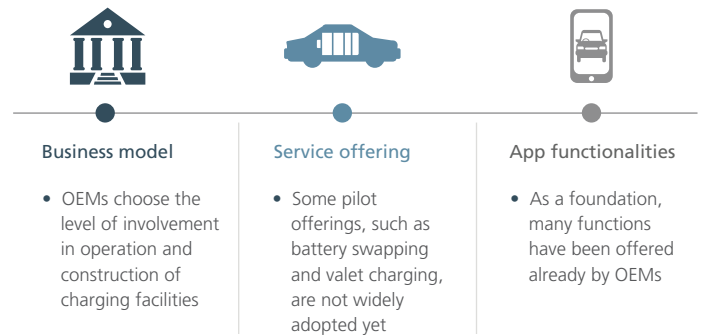 Business model
• OEMs choose the
level of involvement
in operation and
construction of
charging facilities
Service offering
• Some pilot
offerings, such as
battery swapping
and valet charging,
are not widely
adopted yet
App functionalities
• As a foundation,
many functions
have been offered
already by OEMs